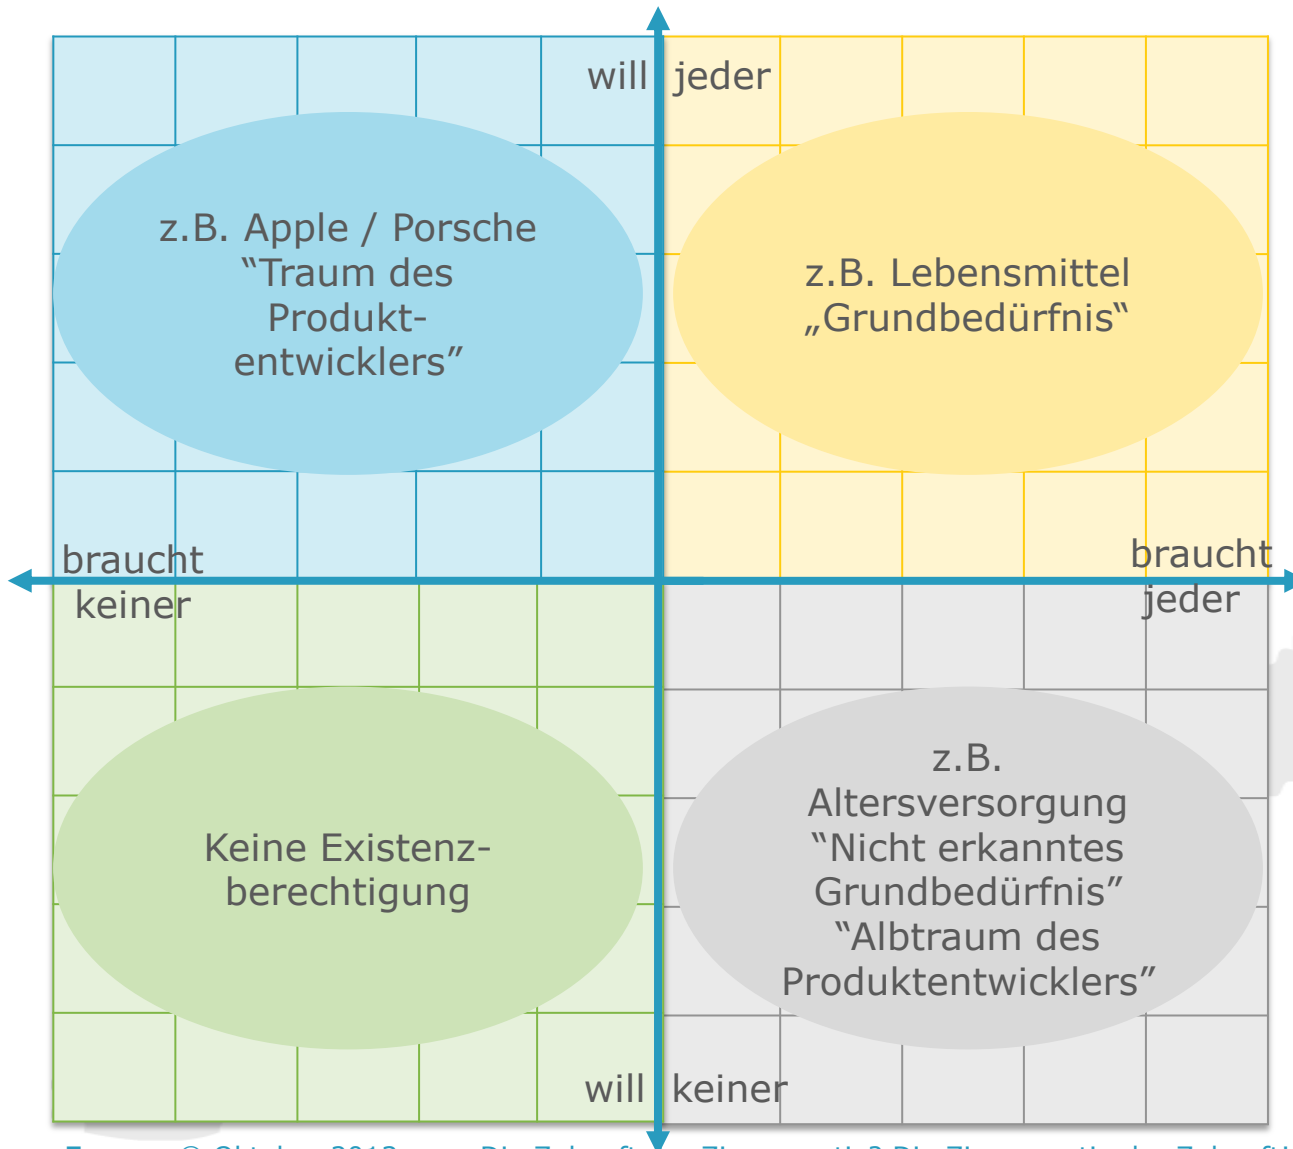 will jeder
z.B. Apple / Porsche
“Traum des
Produkt-
entwicklers”
z.B. Lebensmittel
„Grundbedürfnis“
braucht
keiner
braucht
jeder
Keine Existenz-
berechtigung
z.B.
Altersversorgung
“Nicht erkanntes
Grundbedürfnis”
“Albtraum des
Produktentwicklers”
will keiner